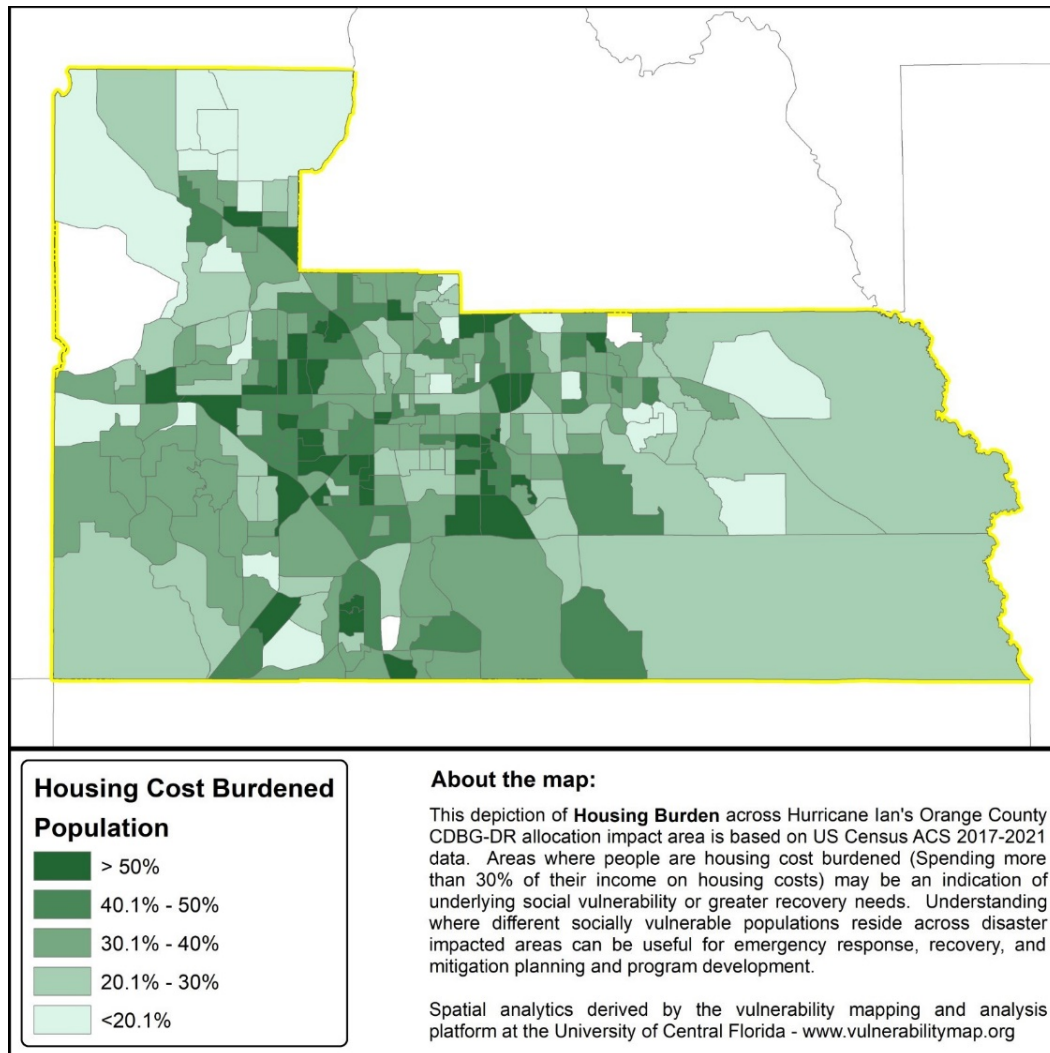 Housing Cost Burdened
Population
> 50%
40.1% - 50%
30.1% - 40%
20.1% - 30%
<20.1%
About the map:
This depiction of Housing Burden across Hurricane Ian's Orange County
CDBG-DR allocation impact area is based on US Census ACS 2017-2021
data. Areas where people are housing cost burdened (Spending more
than 30% of their income on housing costs) may be an indication of
underlying social vulnerability or greater recovery needs. Understanding
where different socially vulnerable populations reside across disaster
impacted areas can be useful for emergency response, recovery, and
mitigation planning and program development.
Spatial analytics derived by the vulnerability mapping and analysis
platform at the University of Central Florida - www.vulnerabilitymap.org